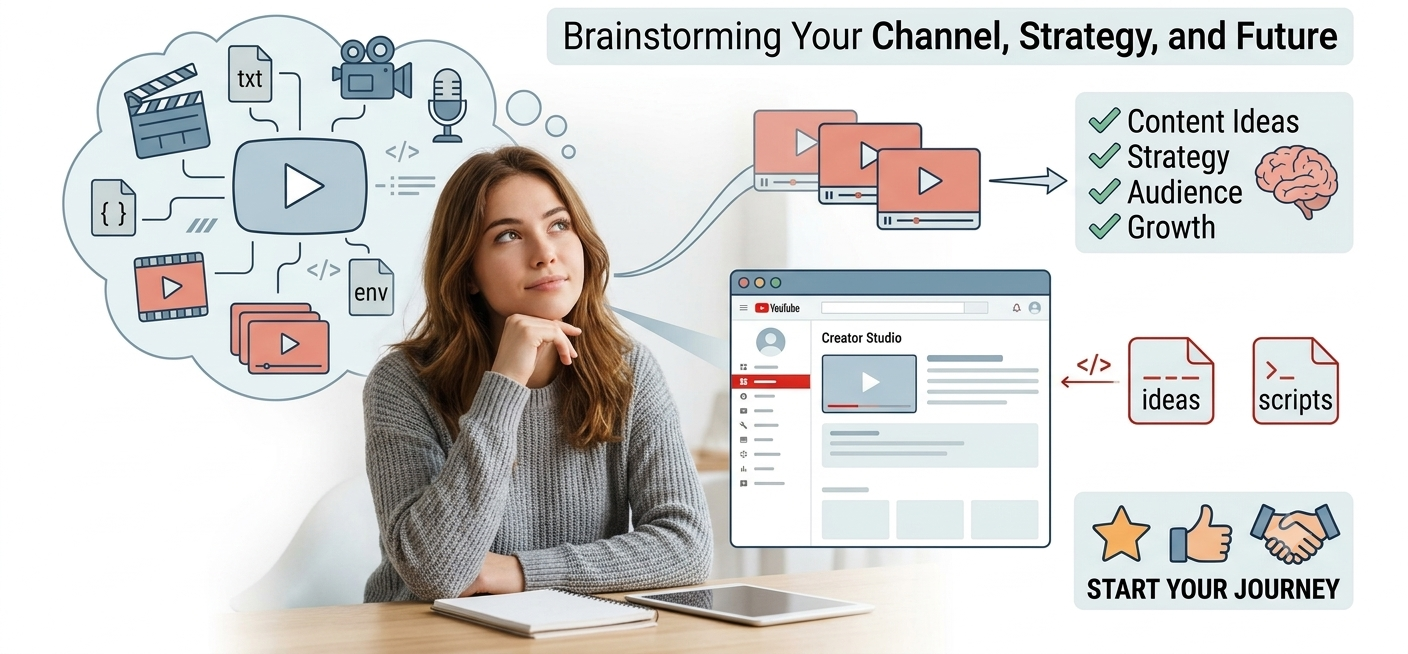 Brainstorming Your Channel, Strategy, and Future
txt
</>
{ }
</>
env
Content Ideas
Strategy
Audience
Growth
YouTube
Creator Studio
</>
ideas
>_
scripts
START YOUR JOURNEY